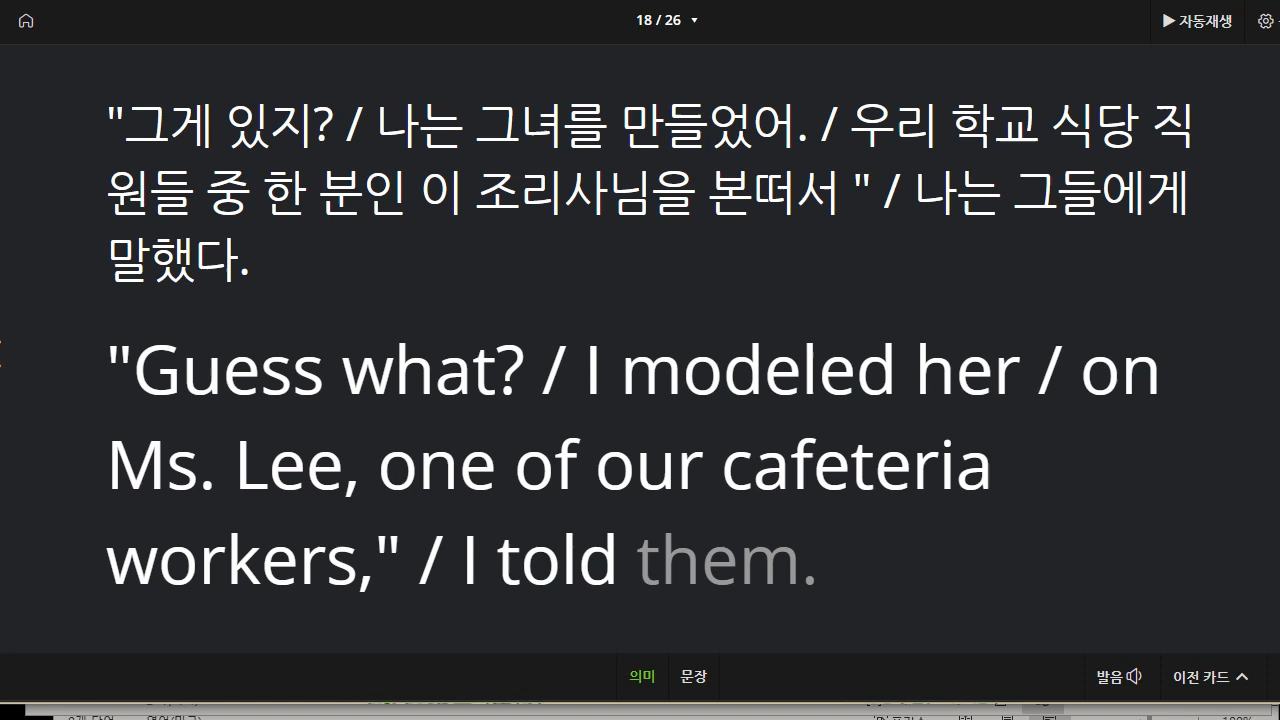 18 / 26 ▼
▶ 자동재생
"그게 있지? / 나는 그녀를 만들었어. / 우리 학교 식당 직
원들 중 한 분인 이 조리사님을 본떠서 " / 나는 그들에게
말했다.
"Guess what? / I modeled her / on
Ms. Lee, one of our cafeteria
workers," / I told them.
의미 문장
발음 이전 카드